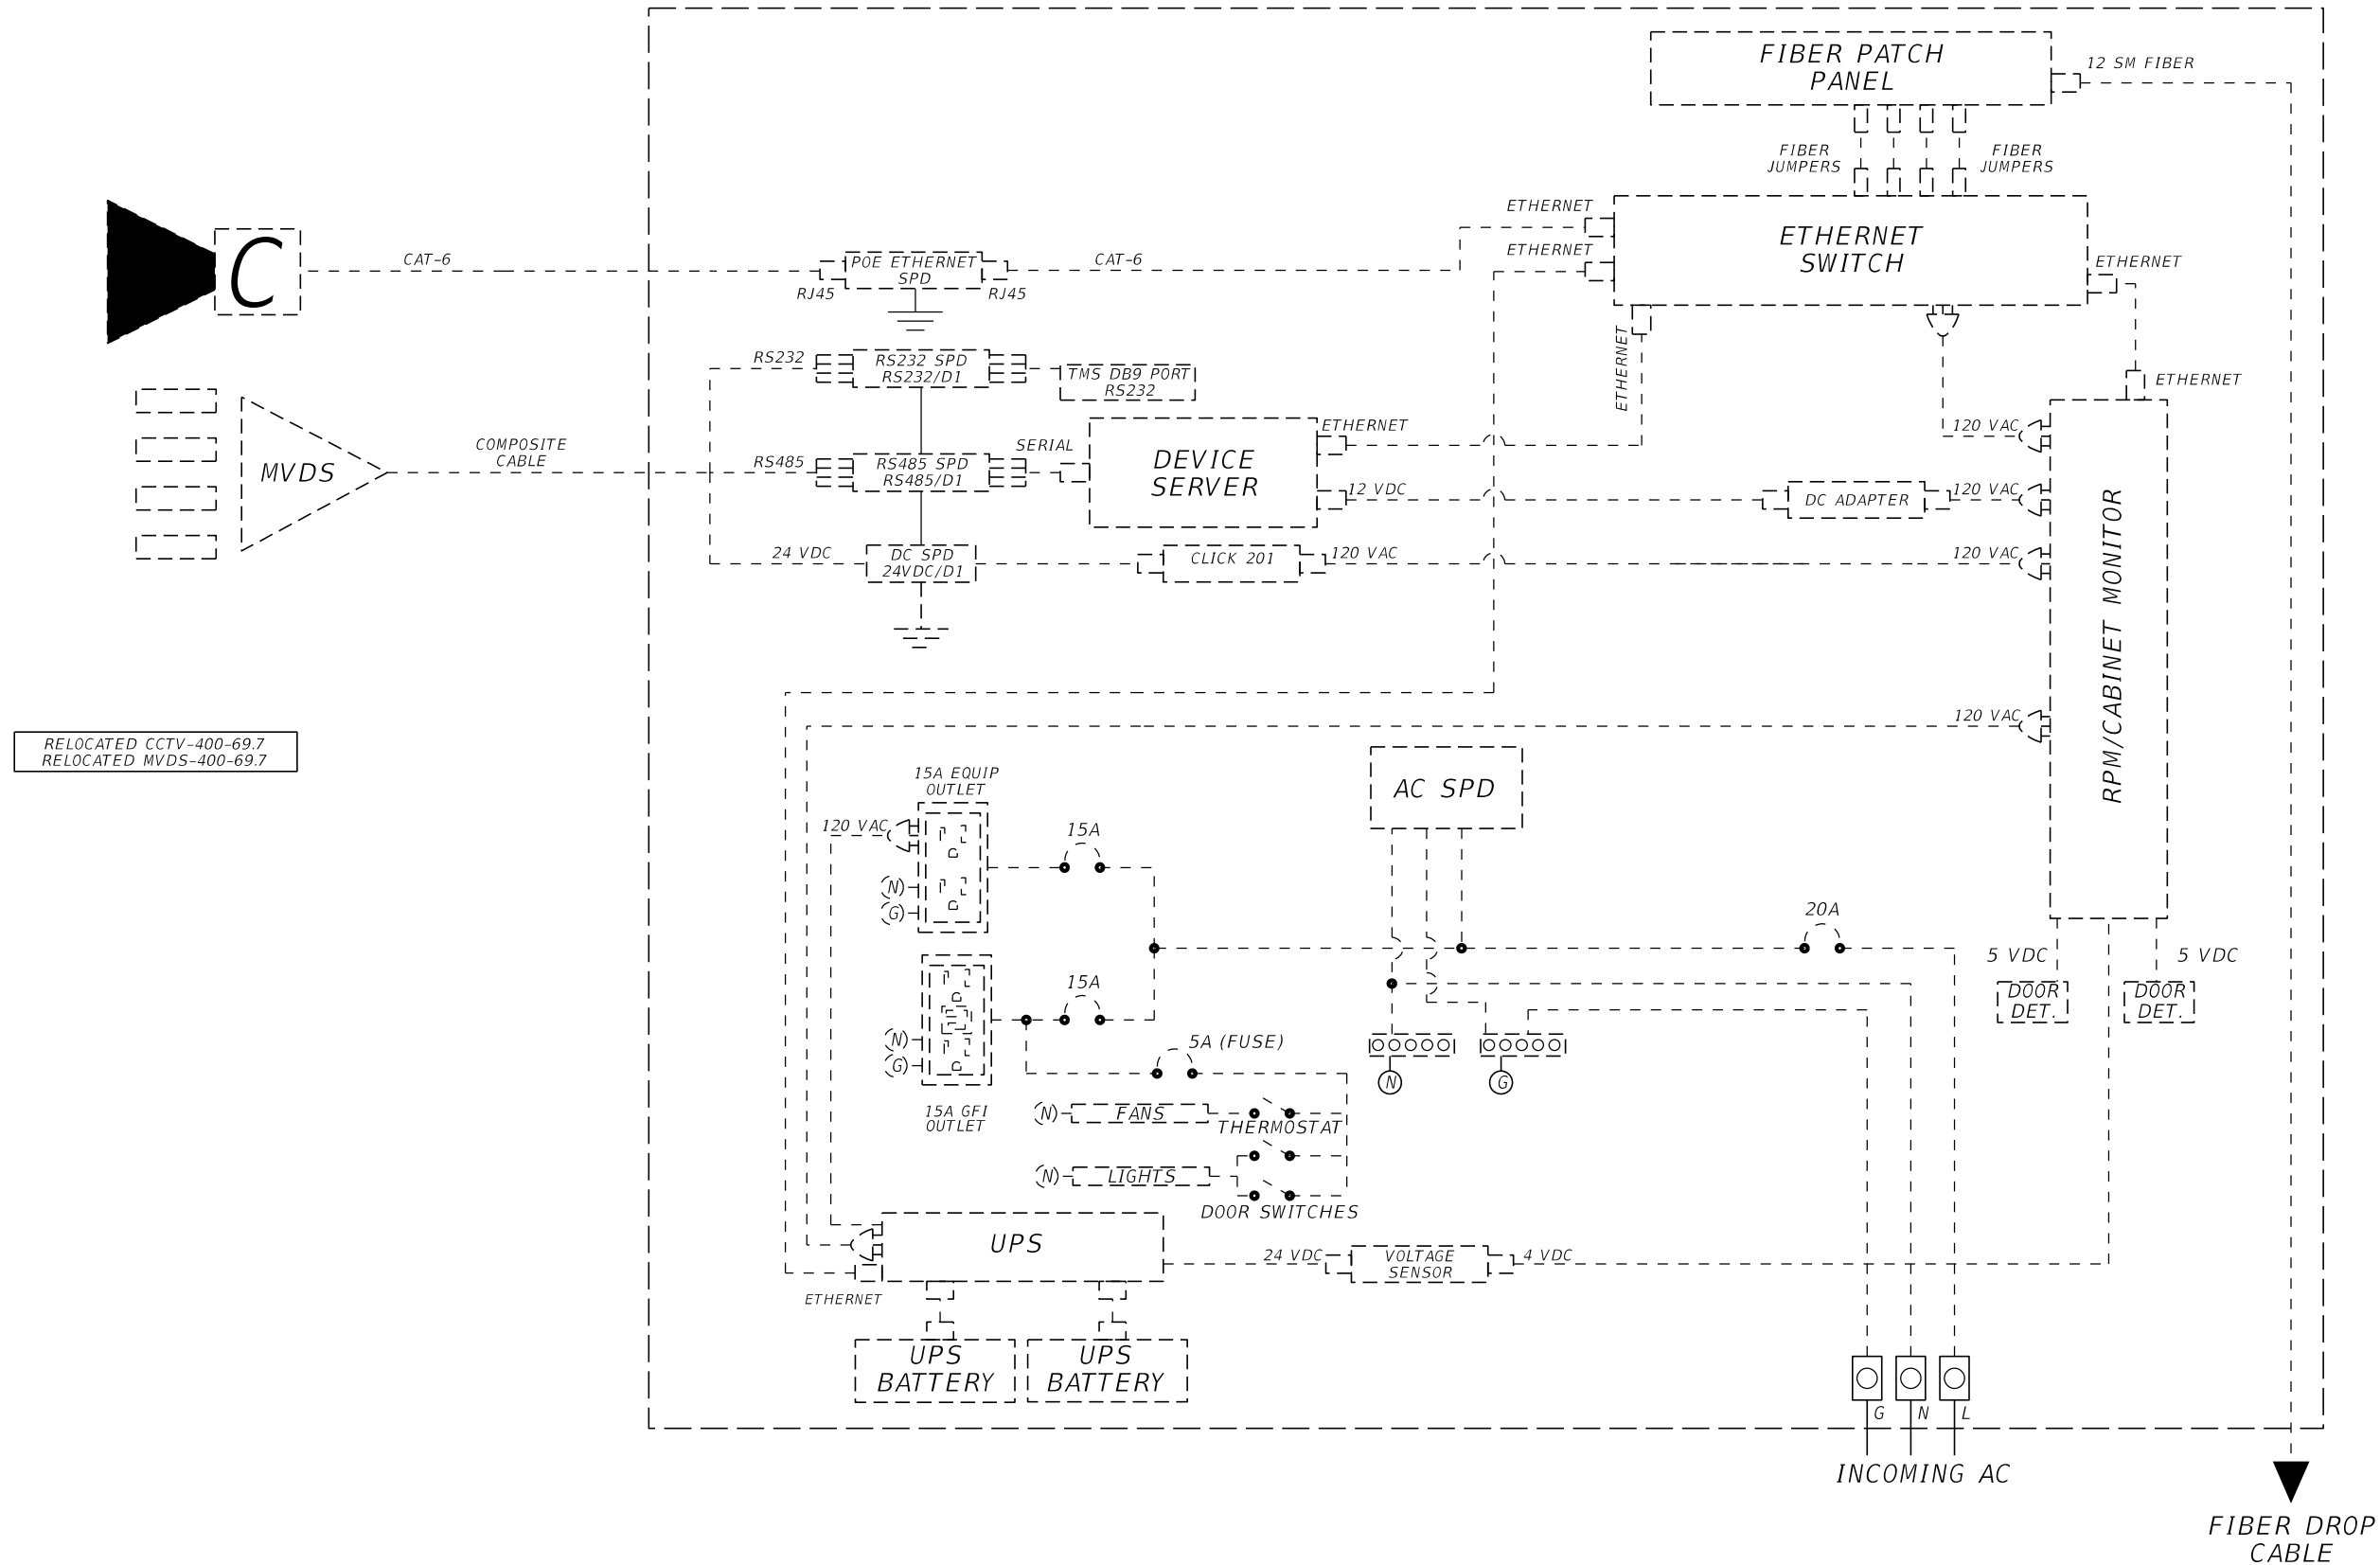 FIBER PATCH
PANEL
12 SM FIBER
FIBER
JUMPERS
FIBER
JUMPERS
ETHERNET
ETHERNET
ETHERNET
SWITCH
ETHERNET
C
CAT-6
POE ETHERNET
SPD
RJ45
RJ45
CAT-6
ETHERNET
ETHERNET
RS232
RS232 SPD
RS232/D1
TMS DB9 PORT
RS232
MVDS
COMPOSITE
CABLE
RS485
RS485 SPD
RS485/D1
SERIAL
DEVICE
SERVER
ETHERNET
12 VDC
DC ADAPTER
120 VAC
120 VAC
24 VDC
DC SPD
24VDC/D1
CLICK 201
120 VAC
120 VAC
RPM/CABINET MONITOR
120 VAC
RELOCATED CCTV-400-69.7
RELOCATED MVDS-400-69.7
15A EQUIP
OUTLET
120 VAC
N
G
15A
AC SPD
20A
5 VDC
5 VDC
DOOR
DET.
DOOR
DET.
15A
N
G
15A GFI
OUTLET
5A (FUSE)
N
G
N
FANS
THERMOSTAT
N
LIGHTS
DOOR SWITCHES
UPS
24 VDC
VOLTAGE
SENSOR
4 VDC
ETHERNET
UPS
BATTERY
UPS
BATTERY
G
N
L
INCOMING AC
FIBER DROP
CABLE